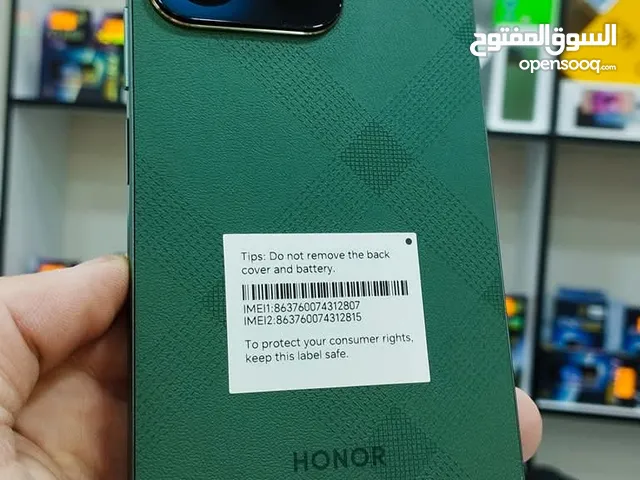 السوق المفتوح
opensooq.com
Tips: Do not remove the back
cover and battery.
IMEI1:863760074312807
IMEI2:863760074312815
To protect your consumer rights,
keep this label safe.
HONOR